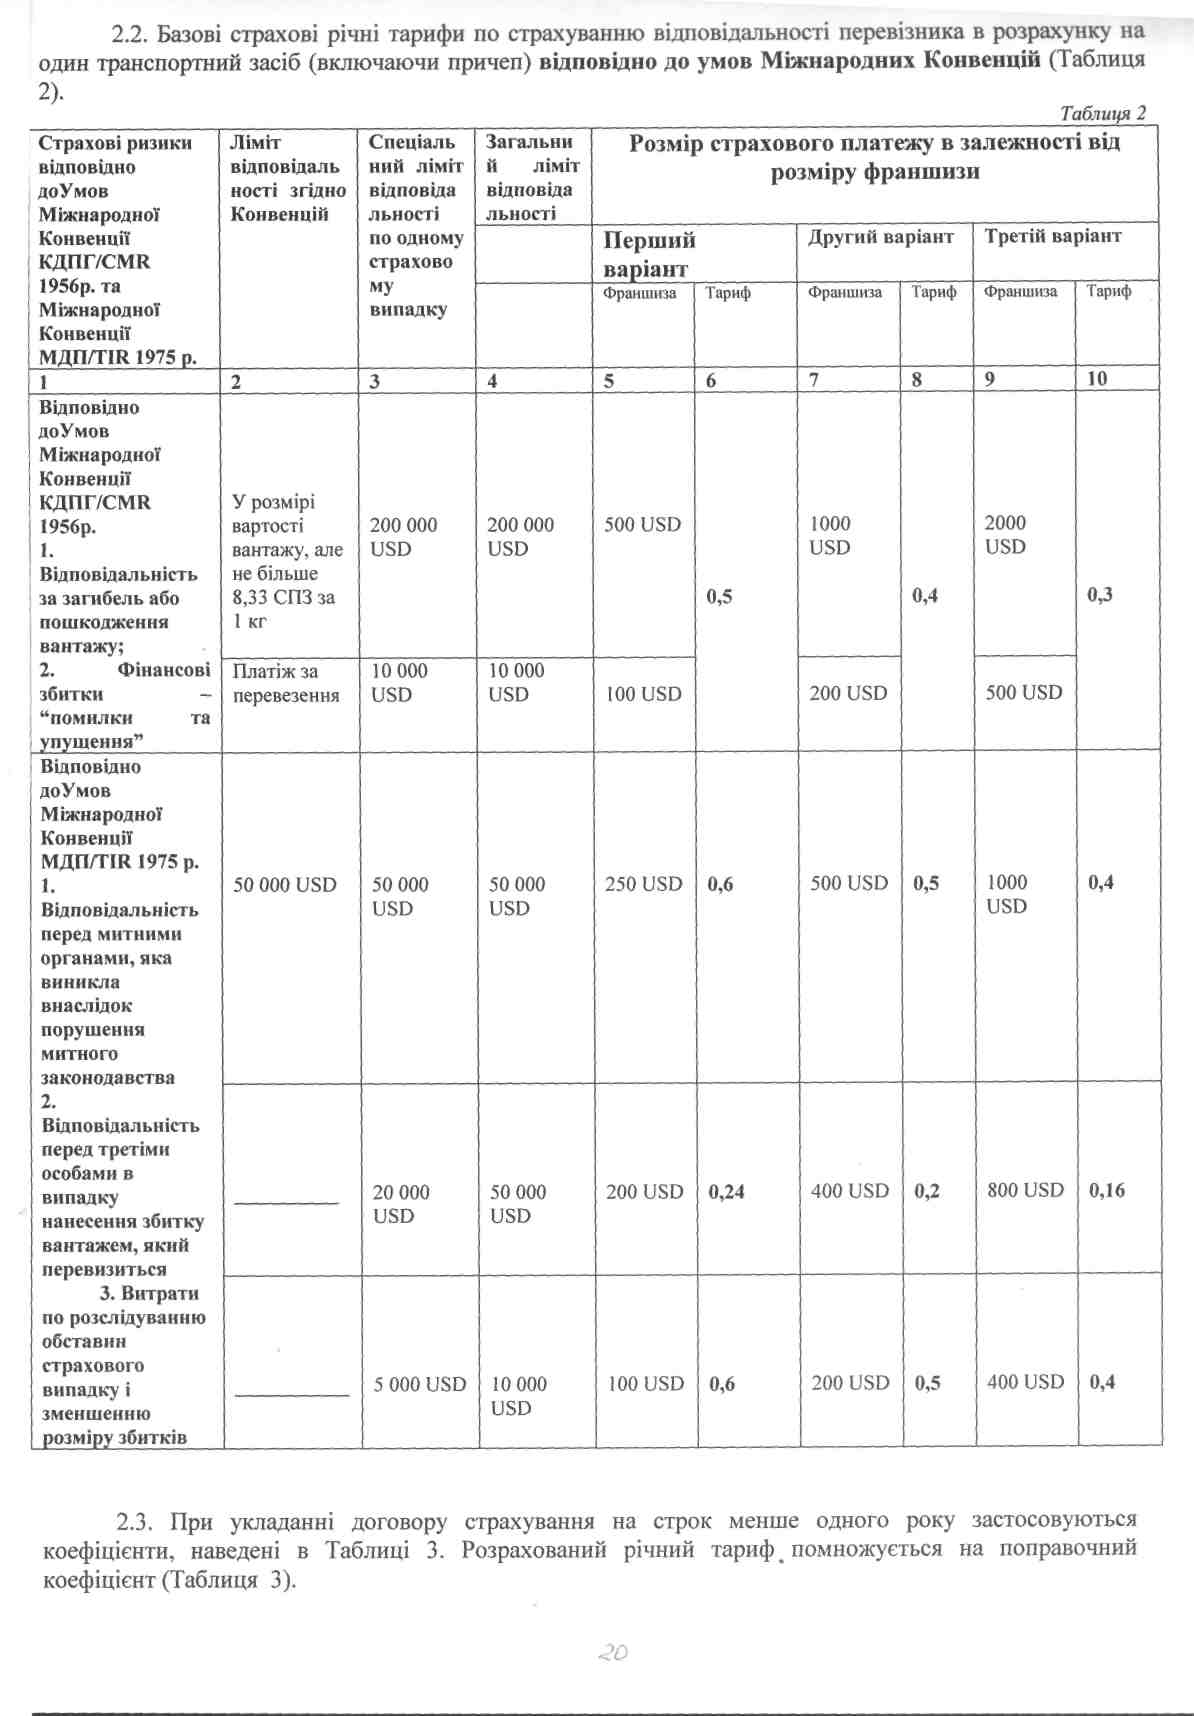 2.2. Базові страхові річні тарифи по страхуванню відповідальності перевізника в розрахунку на
один транспортний засіб (включаючи причеп) відповідно до умов Міжнародних Конвенцій (Таблиця
2).
Таблиця 2
Страхові ризики
відповідно
доУмов
Міжнародної
Конвенції
КДПГ/CMR
1956р. та
Міжнародної
Конвенції
МДП/TIR 1975 р.
Ліміт
відповідаль
ності згідно
Конвенцій
Спеціаль
ний ліміт
відповіда
льності
по одному
страхово
му
випадку
Загальни
й ліміт
відповіда
льності
Розмір страхового платежу в залежності від
розміру франшизи
Перший
варіант
Другий варіант
Третій варіант
Франшиза
Тариф
Франшиза
Тариф
Франшиза
Тариф
1 2 3 4 5 6 7 8 9 10
Відповідно
доУмов
Міжнародної
Конвенції
КДПГ/CMR
1956р.
1.
Відповідальність
за загибель або
пошкодження
вантажу;
У розмірі
вартості
вантажу, але
не більше
8,33 СПЗ за
1 кг
200 000
USD
200 000
USD
500 USD
0,5
1000
USD
0,4
2000
USD
0,3
2. Фінансові
збитки –
“помилки та
упущення”
Платіж за
перевезення
10 000
USD
10 000
USD
100 USD
200 USD
500 USD
Відповідно
доУмов
Міжнародної
Конвенції
МДП/TIR 1975 р.
1.
Відповідальність
перед митними
органами, яка
виникла
внаслідок
порушення
митного
законодавства
50 000 USD
50 000
USD
50 000
USD
250 USD
0,6
500 USD
0,5
1000
USD
0,4
2.
Відповідальність
перед третіми
особами в
випадку
нанесення збитку
вантажем, який
перевизиться
__________
20 000
USD
50 000
USD
200 USD
0,24
400 USD
0,2
800 USD
0,16
3. Витрати
по розслідуванню
обставин
страхового
випадку і
зменшенню
розміру збитків
___________
5 000 USD
10 000
USD
100 USD
0,6
200 USD
0,5
400 USD
0,4
2.3. При укладанні договору страхування на строк менше одного року застосовуються
коефіцієнти, наведені в Таблиці 3. Розрахований річний тариф помножується на поправочний
коефіцієнт (Таблиця 3).
20